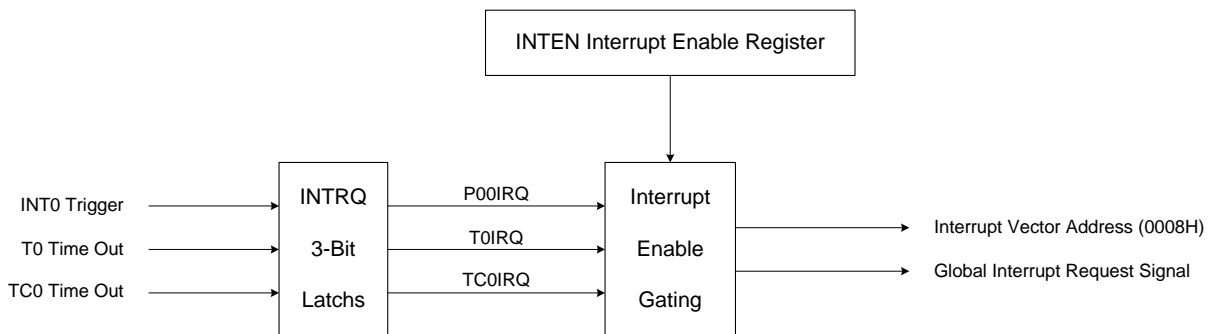 INTEN Interrupt Enable Register
INT0 Trigger
T0 Time Out
TC0 Time Out
INTRQ
3-Bit
Latchs
P00IRQ
T0IRQ
TC0IRQ
Interrupt
Enable
Gating
Interrupt Vector Address (0008H)
Global Interrupt Request Signal